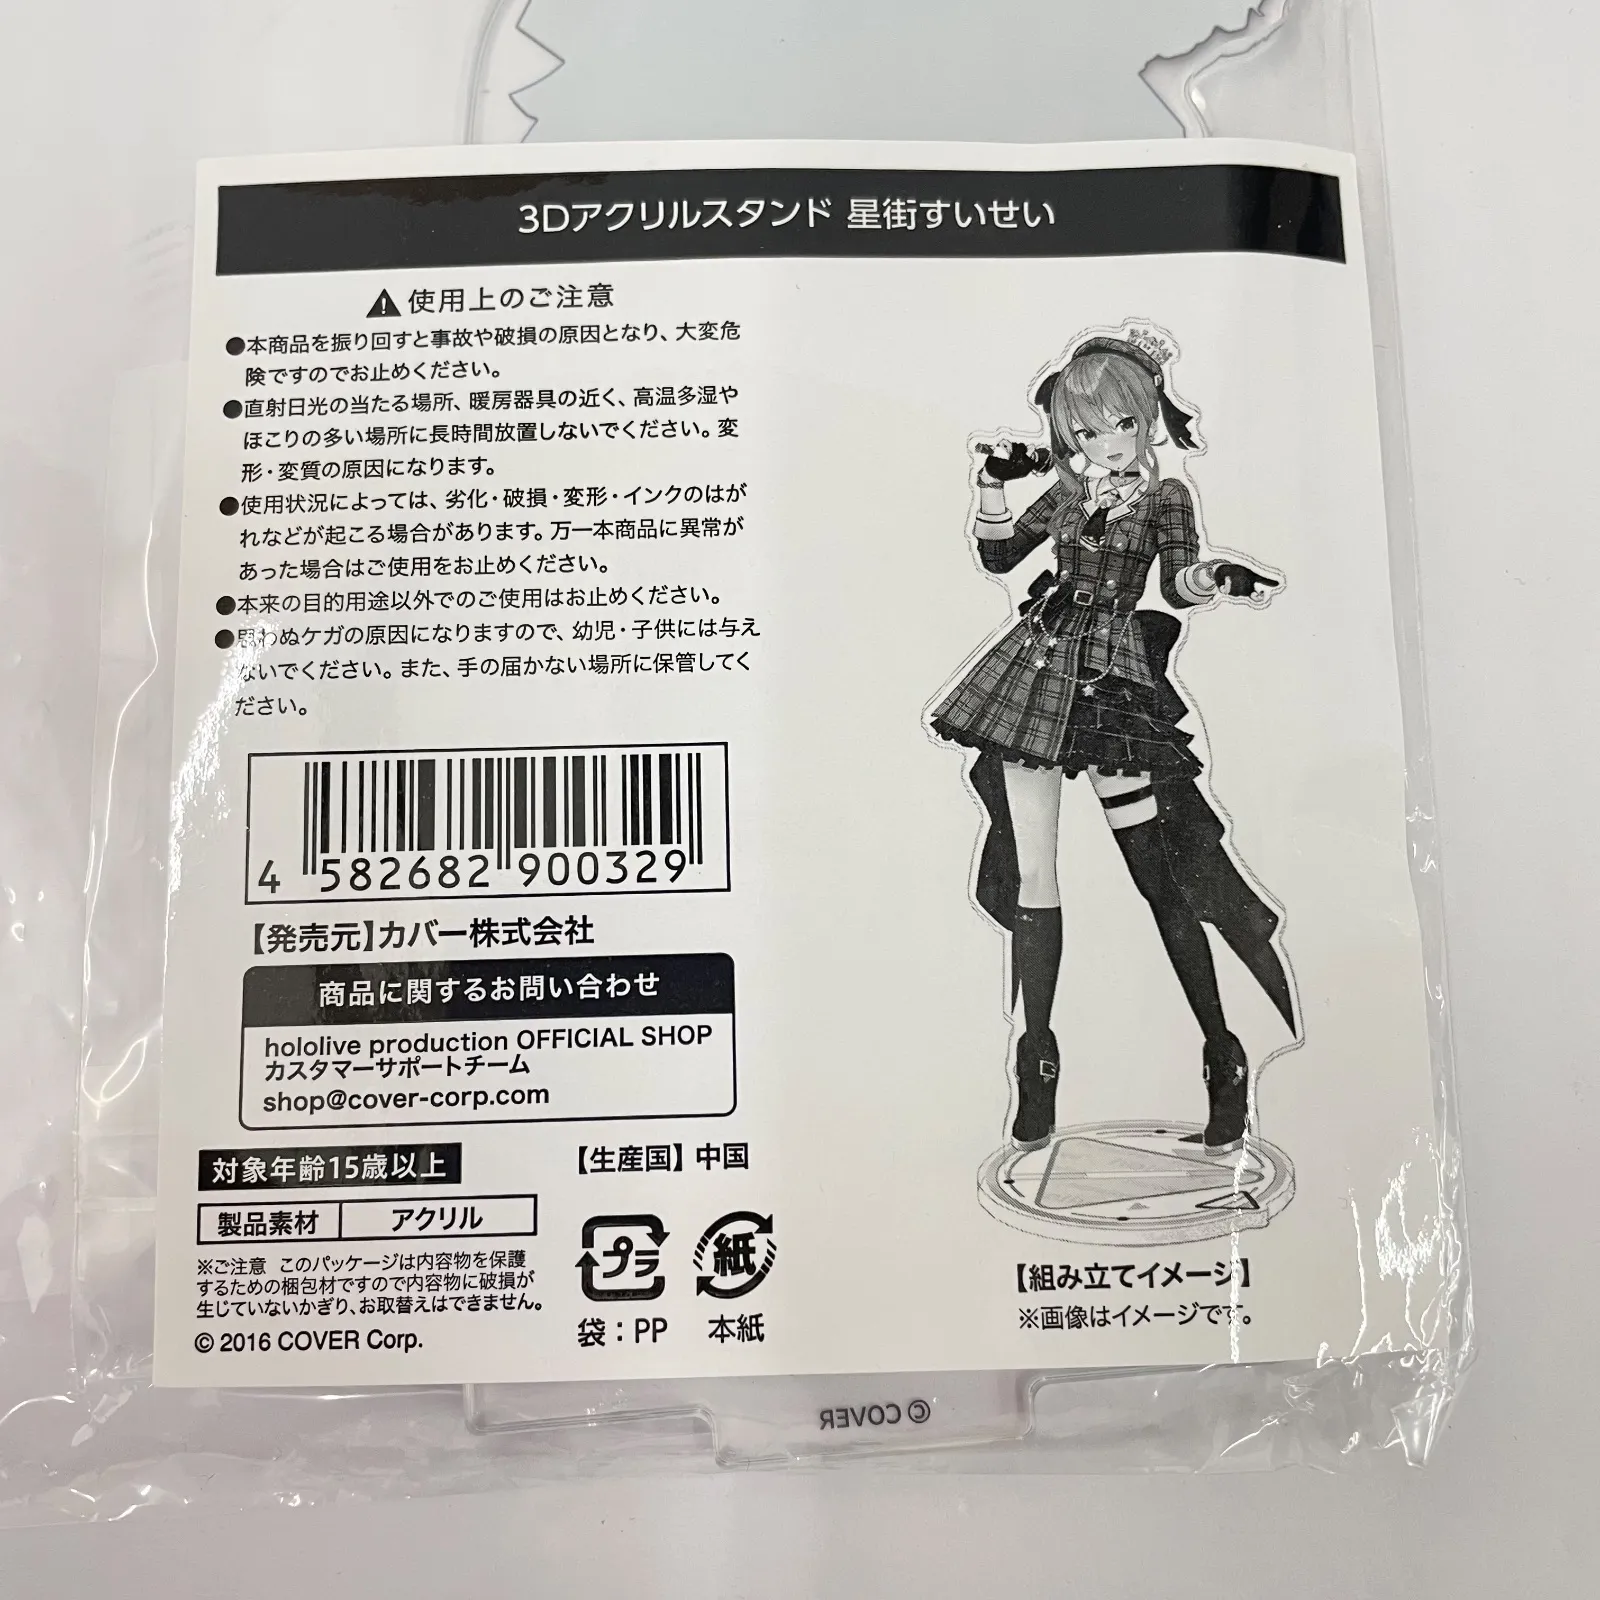 3Dアクリルスタンド 星街すいせい
使用上のご注意
●本商品を振り回すと事故や破損の原因となり、大変危
険ですのでお止めください。
●直射日光の当たる場所、暖房器具の近く、高温多湿や
ほこりの多い場所に長時間放置しないでください。変
形・変質の原因になります。
●使用状況によっては、劣化・破損・変形・インクのはが
れなどが起こる場合があります。万一本商品に異常が
あった場合はご使用をお止めください。
●本来の目的用途以外でのご使用はお止めください。
●思わぬケガの原因になりますので、幼児・子供には与え
ないでください。また、手の届かない場所に保管してく
ださい。
4 582682 900329
【発売元】カバー株式会社
商品に関するお問い合わせ
hololive production OFFICIAL SHOP
カスタマーサポートチーム
shop@cover-corp.com
対象年齢15歳以上
【生産国】中国
製品素材 アクリル
※ご注意 このパッケージは内容物を保護
するための梱包材ですので内容物に破損が
生じていないかぎり、お取替えはできません。
© 2016 COVER Corp.
プラ
袋：PP
紙
本紙
【組み立てイメージ】
※画像はイメージです。
© COVER